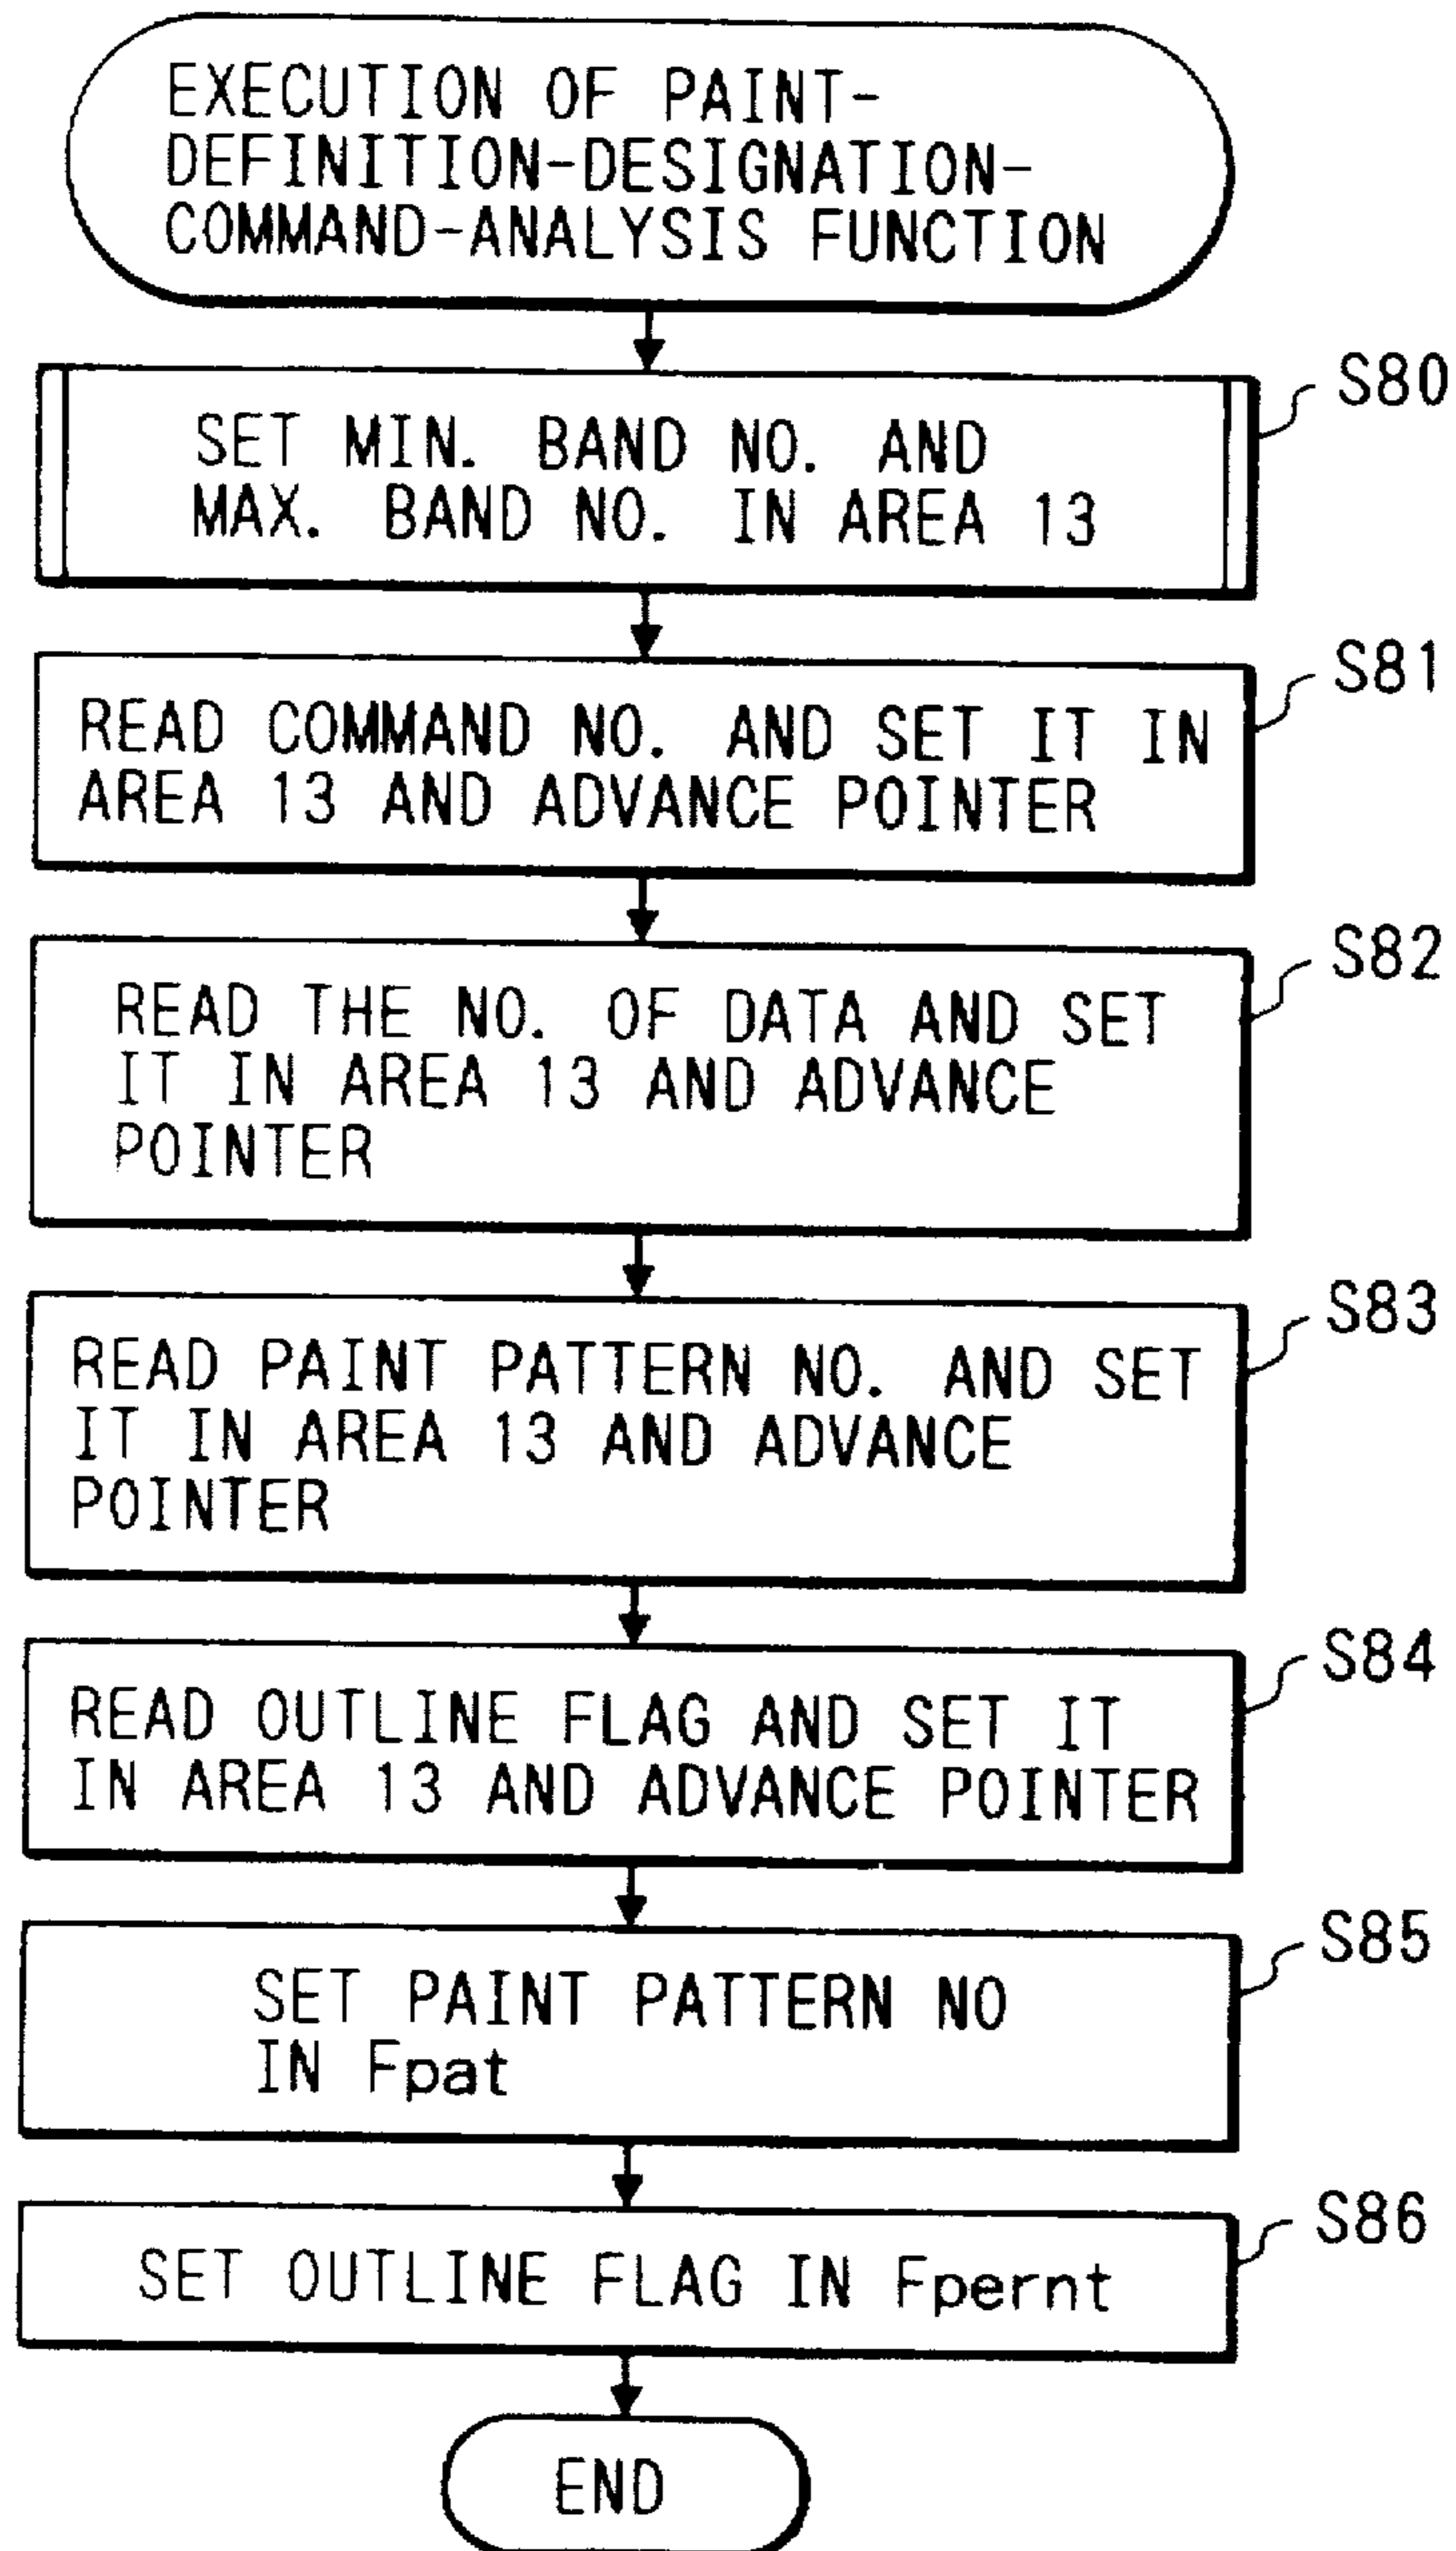 EXECUTION OF PAINT-
DEFINITION-DESIGNATION-
COMMAND-ANALYSIS FUNCTION
S80
SET MIN. BAND NO. AND
MAX. BAND NO. IN AREA 13
S81
READ COMMAND NO. AND SET IT IN
AREA 13 AND ADVANCE POINTER
S82
READ THE NO. OF DATA AND SET
IT IN AREA 13 AND ADVANCE
POINTER
S83
READ PAINT PATTERN NO. AND SET
IT IN AREA 13 AND ADVANCE
POINTER
S84
READ OUTLINE FLAG AND SET IT
IN AREA 13 AND ADVANCE POINTER
S85
SET PAINT PATTERN NO
IN Fpat
S86
SET OUTLINE FLAG IN Fpernt
END